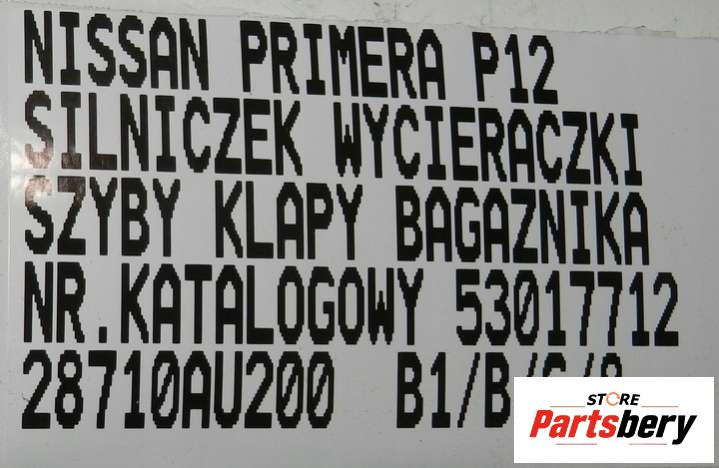 NISSAN PRIMERA P12
SILNICZEK WYCIERACZKI
SZYBY KLAPY BAGAZNIKA
NR.KATALOGOWY 53017712
28710AU200
STORE
Partsbery